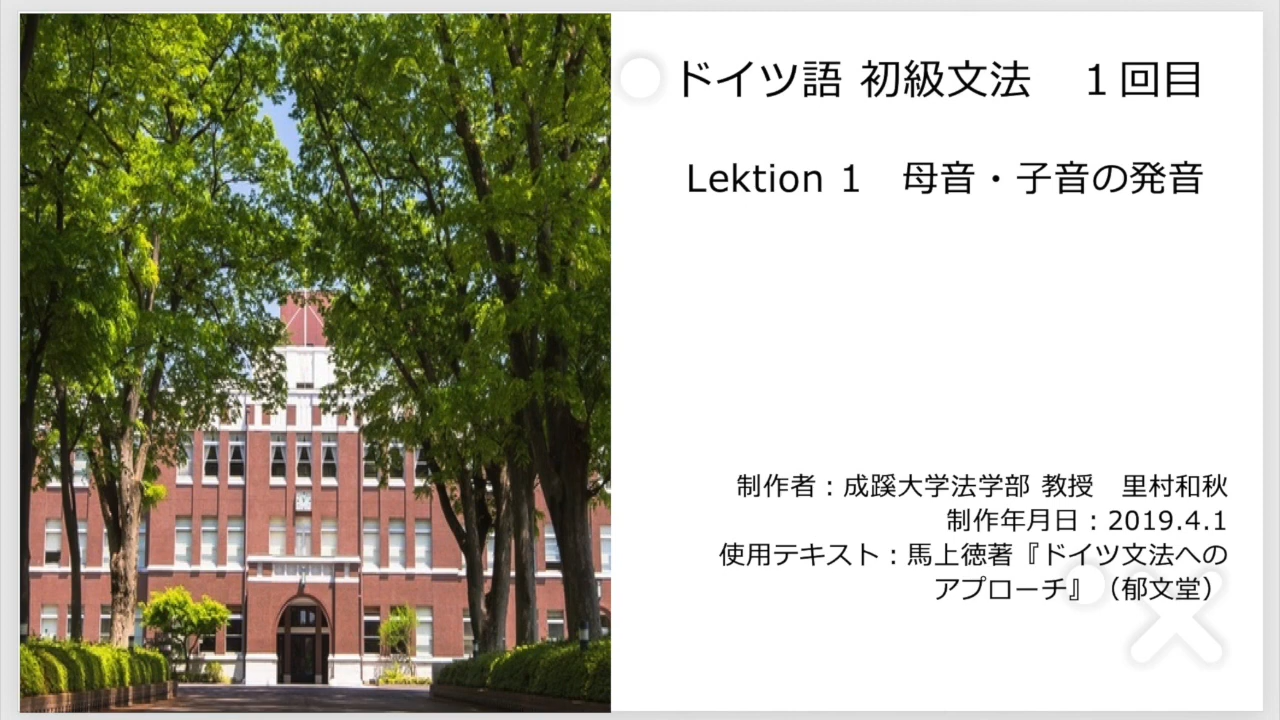 ドイツ語 初級文法　１回目
Lektion 1　母音・子音の発音
制作者：成蹊大学法学部 教授　里村和秋
制作年月日：2019.4.1
使用テキスト：馬上徳著『ドイツ文法への
アプローチ』（郁文堂）